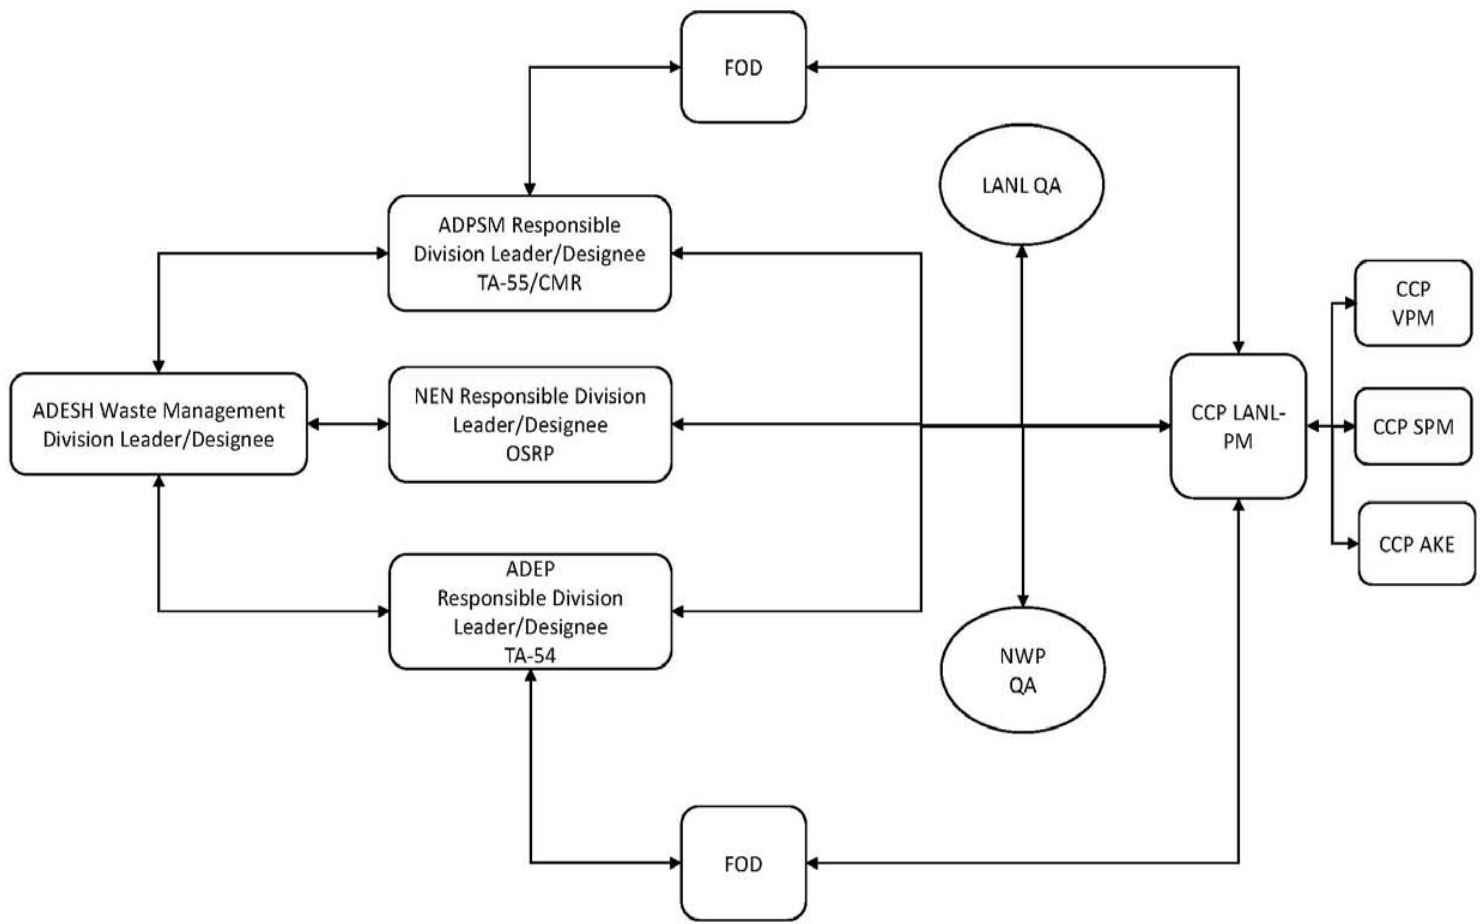 FOD
LANL QA
ADPSM Responsible
Division Leader/Designee
TA-55/CMR
CCP
VPM
ADESH Waste Management
Division Leader/Designee
NEN Responsible Division
Leader/Designee
OSRP
CCP LANL-
PM
CCP SPM
CCP AKE
ADEP
Responsible Division
Leader/Designee
TA-54
NWP
QA
FOD